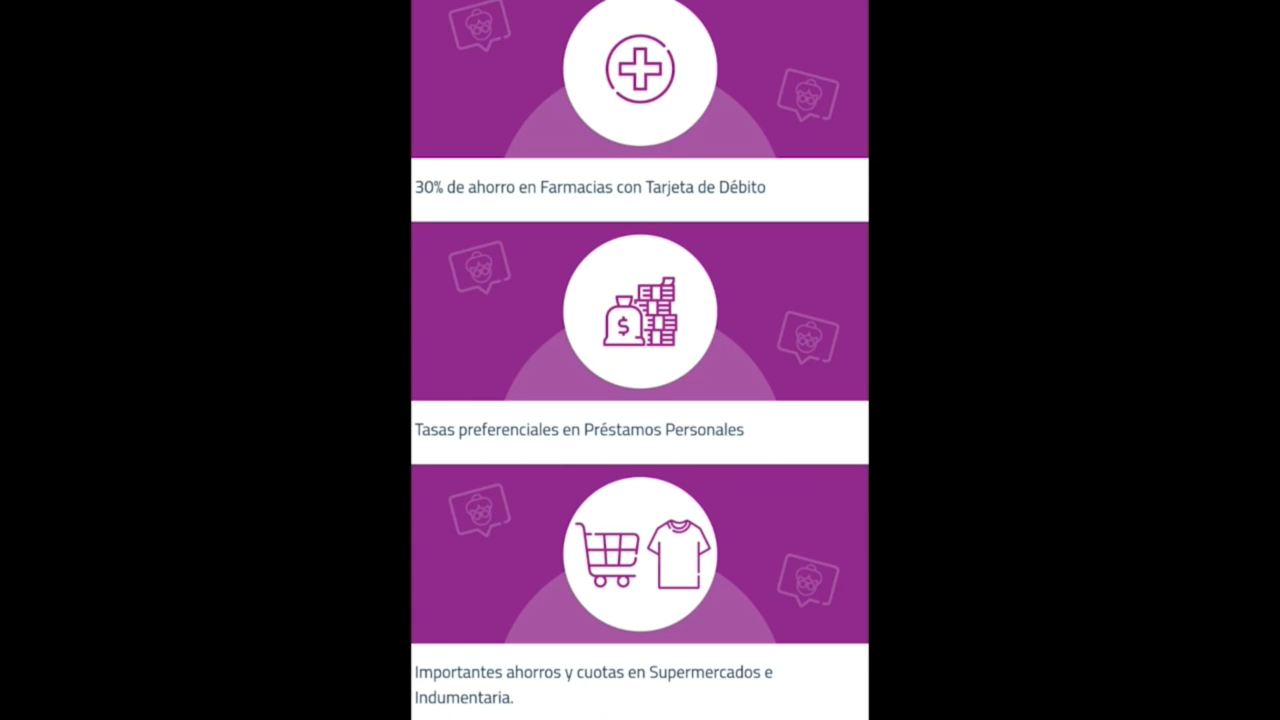 30% de ahorro en Farmacias con Tarjeta de Débito
$
Tasas preferenciales en Préstamos Personales
Importantes ahorros y cuotas en Supermercados e
Indumentaria.